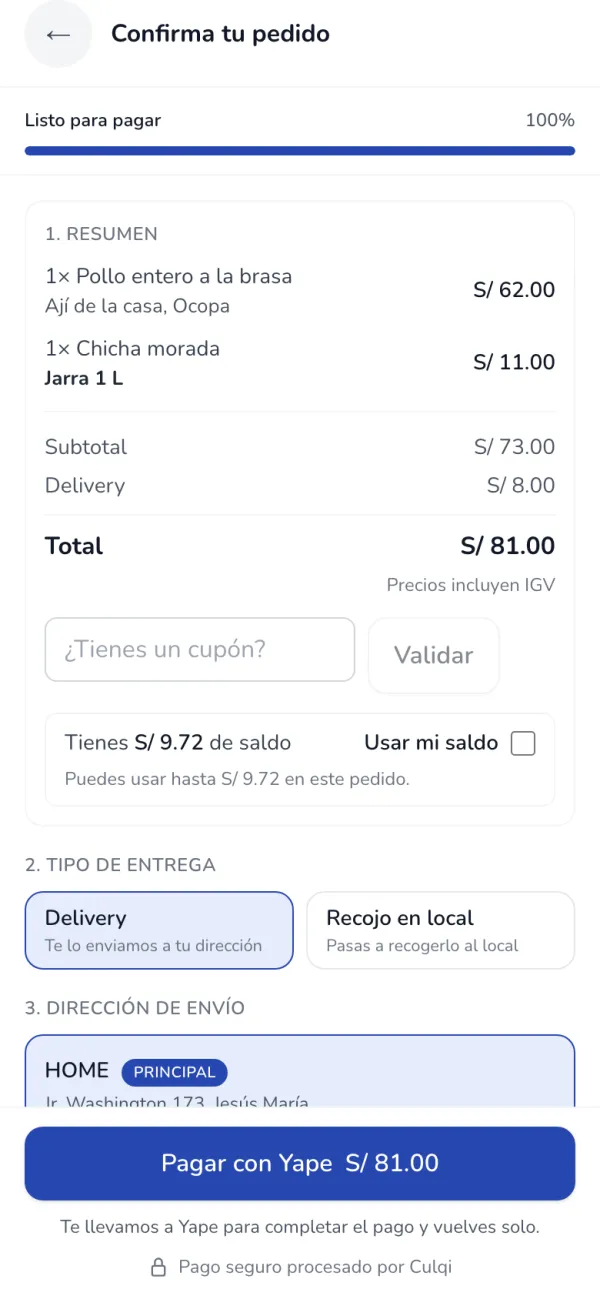 ← Confirma tu pedido
Listo para pagar 100%
1. RESUMEN
1× Pollo entero a la brasa
Ají de la casa, Ocopa
S/ 62.00
1× Chicha morada
Jarra 1 L
S/ 11.00
Subtotal S/ 73.00
Delivery S/ 8.00
Total S/ 81.00
Precios incluyen IGV
¿Tienes un cupón? Validar
Tienes S/ 9.72 de saldo Usar mi saldo
Puedes usar hasta S/ 9.72 en este pedido.
2. TIPO DE ENTREGA
Delivery
Te lo enviamos a tu dirección
Recojo en local
Pasas a recogerlo al local
3. DIRECCIÓN DE ENVÍO
HOME PRINCIPAL
Jr. Washington 173, Jesús María
Pagar con Yape S/ 81.00
Te llevamos a Yape para completar el pago y vuelves solo.
Pago seguro procesado por Culqi